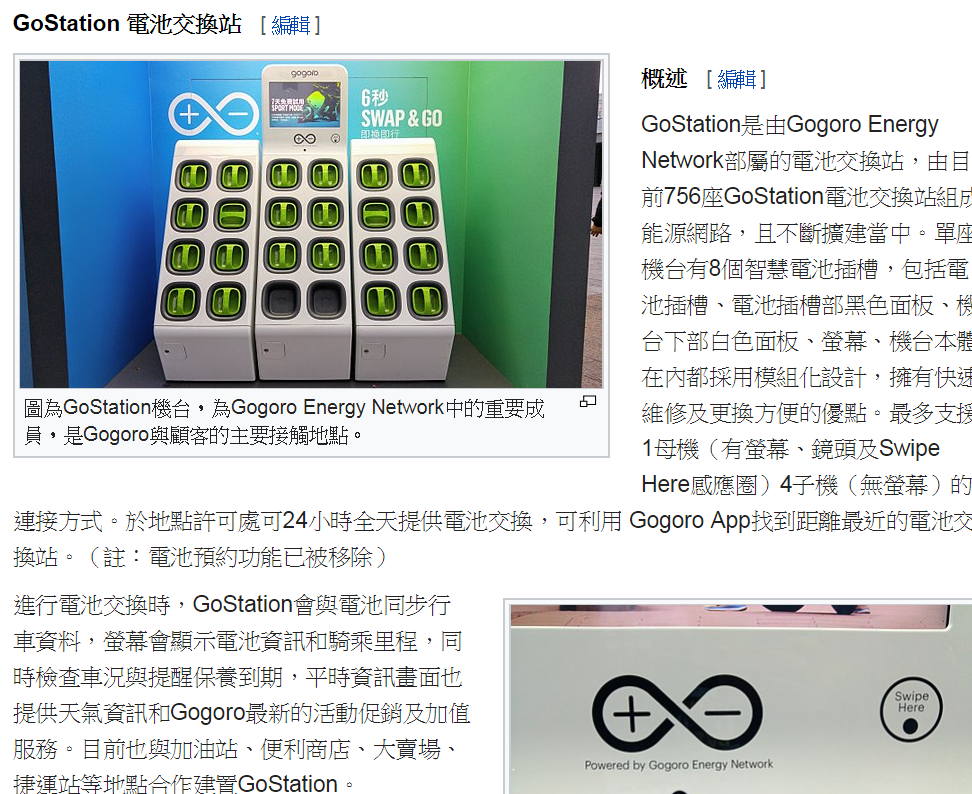 GoStation 電池交換站 [編輯]
gogoro
7天免費試用
SPORT MODE
6秒
SWAP & GO
即換即行
圖為GoStation機台，為Gogoro Energy Network中的重要成
員，是Gogoro與顧客的主要接觸地點。
概述 [編輯]
GoStation是由Gogoro Energy
Network部屬的電池交換站，由目
前756座GoStation電池交換站組成
能源網路，且不斷擴建當中。單座
機台有8個智慧電池插槽，包括電
池插槽、電池插槽部黑色面板、機
台下部白色面板、螢幕、機台本體
在內都採用模組化設計，擁有快速
維修及更換方便的優點。最多支援
1母機（有螢幕、鏡頭及Swipe
Here感應圈）4子機（無螢幕）的
連接方式。於地點許可處可24小時全天提供電池交換，可利用 Gogoro App找到距離最近的電池交
換站。（註：電池預約功能已被移除）
進行電池交換時，GoStation會與電池同步行
車資料，螢幕會顯示電池資訊和騎乘里程，同
時檢查車況與提醒保養到期，平時資訊畫面也
提供天氣資訊和Gogoro最新的活動促銷及加值
服務。目前也與加油站、便利商店、大賣場、
捷運站等地點合作建置GoStation。
Swipe
Here
Powered by Gogoro Energy Network